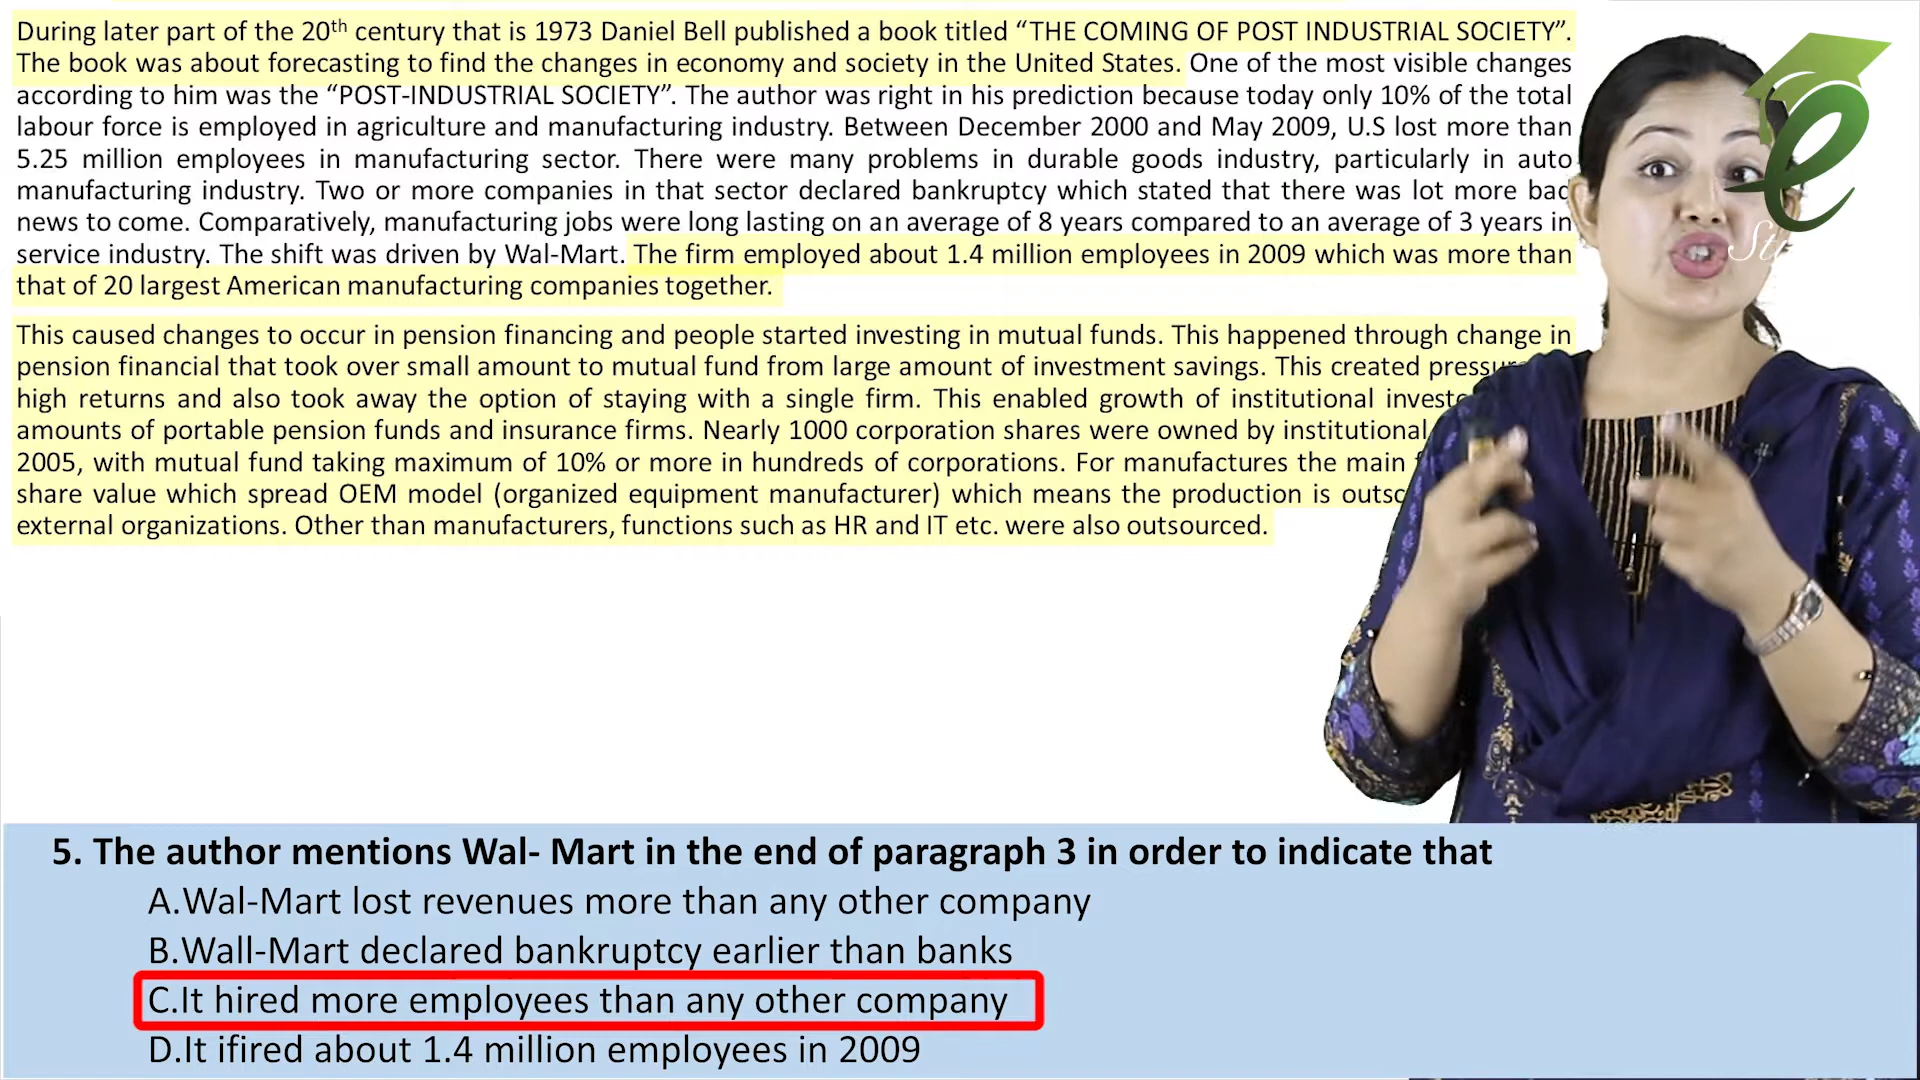 During later part of the 20th century that is 1973 Daniel Bell published a book titled “THE COMING OF POST INDUSTRIAL SOCIETY”.
The book was about forecasting to find the changes in economy and society in the United States. One of the most visible changes
according to him was the “POST-INDUSTRIAL SOCIETY”. The author was right in his prediction because today only 10% of the total
labour force is employed in agriculture and manufacturing industry. Between December 2000 and May 2009, U.S lost more than
5.25 million employees in manufacturing sector. There were many problems in durable goods industry, particularly in auto
manufacturing industry. Two or more companies in that sector declared bankruptcy which stated that there was lot more bad
news to come. Comparatively, manufacturing jobs were long lasting on an average of 8 years compared to an average of 3 years in
service industry. The shift was driven by Wal-Mart. The firm employed about 1.4 million employees in 2009 which was more than
that of 20 largest American manufacturing companies together.
This caused changes to occur in pension financing and people started investing in mutual funds. This happened through change in
pension financial that took over small amount to mutual fund from large amount of investment savings. This created
high returns and also took away the option of staying with a single firm. This enabled growth of institutional
amounts of portable pension funds and insurance firms. Nearly 1000 corporation shares were owned by institutional
2005, with mutual fund taking maximum of 10% or more in hundreds of corporations. For manufactures the main
share value which spread OEM model (organized equipment manufacturer) which means the production is
external organizations. Other than manufacturers, functions such as HR and IT etc. were also outsourced.
5. The author mentions Wal- Mart in the end of paragraph 3 in order to indicate that
A.Wal-Mart lost revenues more than any other company
B.Wall-Mart declared bankruptcy earlier than banks
C.It hired more employees than any other company
D.It ifired about 1.4 million employees in 2009